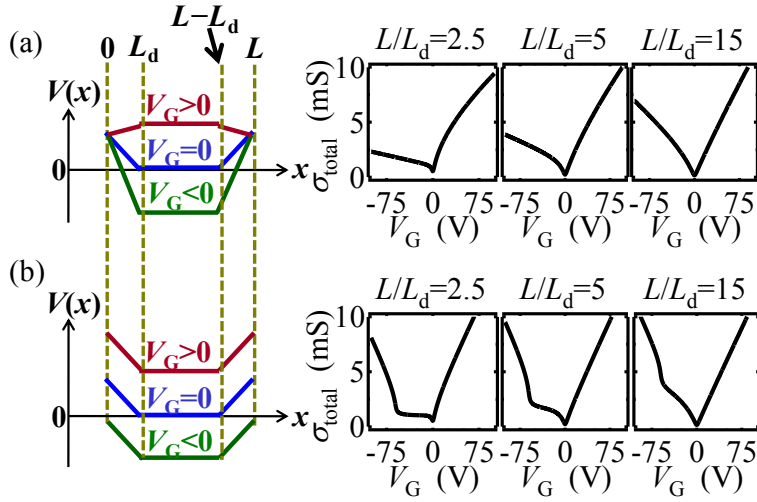 (a)
0
L_d
L−L_d
L
V(x)
V_G>0
V_G=0
0
x
V_G<0
L/L_d=2.5
L/L_d=5
L/L_d=15
σ_total (mS)
10
5
0
-75 0 75
-75 0 75
-75 0 75
V_G (V)
V_G (V)
V_G (V)
(b)
V(x)
V_G>0
V_G=0
0
x
V_G<0
L/L_d=2.5
L/L_d=5
L/L_d=15
σ_total (mS)
10
5
0
-75 0 75
-75 0 75
-75 0 75
V_G (V)
V_G (V)
V_G (V)